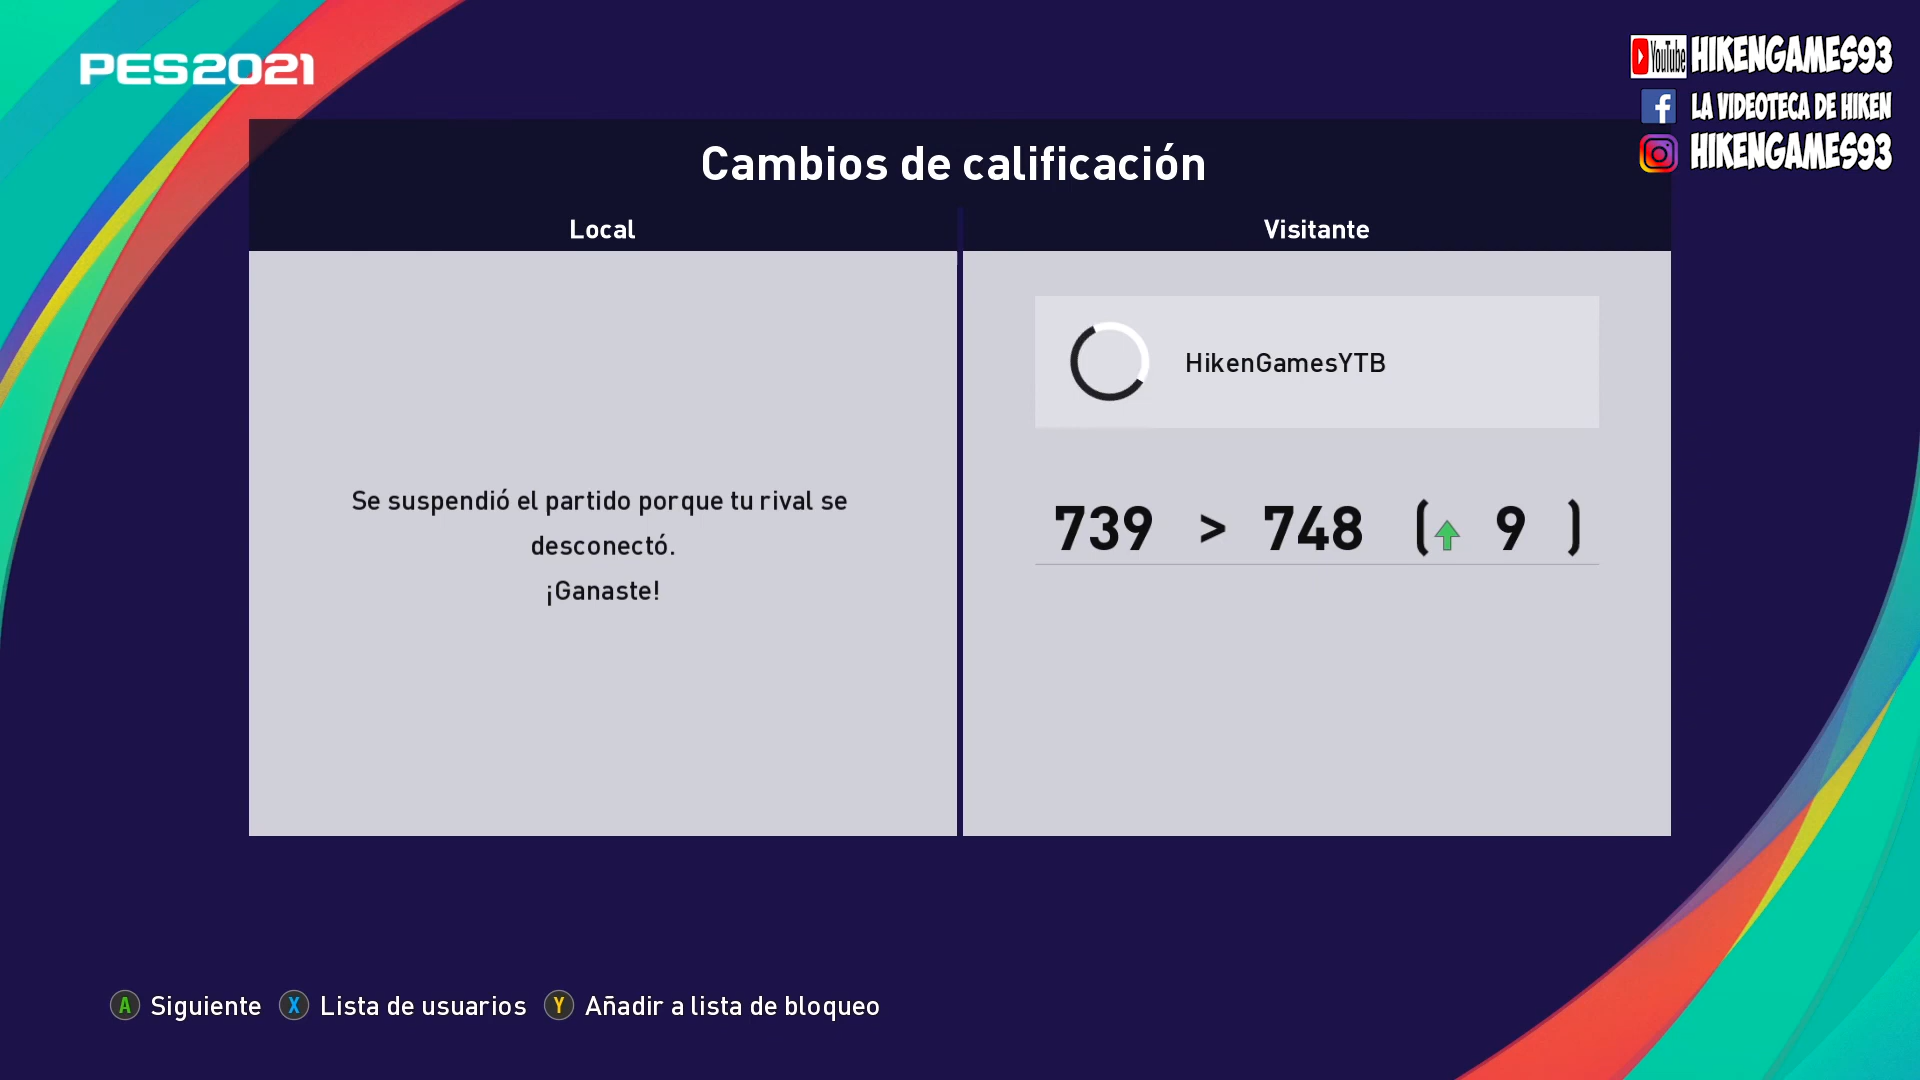 PES2021
YouTube HIKENGAMES93
LA VIDEOTECA DE HIKEN
HIKENGAMES93
Cambios de calificación
Local
Visitante
HikenGamesYTB
Se suspendió el partido porque tu rival se
desconectó.
¡Ganaste!
739 > 748 ( 9 )
A Siguiente X Lista de usuarios Y Añadir a lista de bloqueo